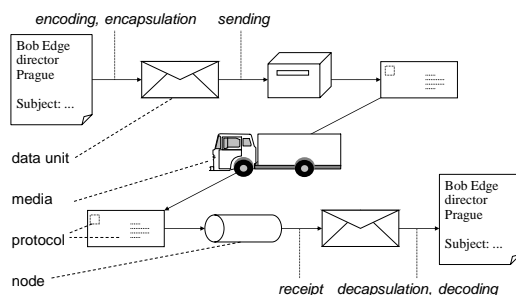 encoding, encapsulation
sending
Bob Edge
director
Prague
Subject: ...
data unit
media
protocol
node
Bob Edge
director
Prague
Subject: ...
receipt
decapsulation, decoding